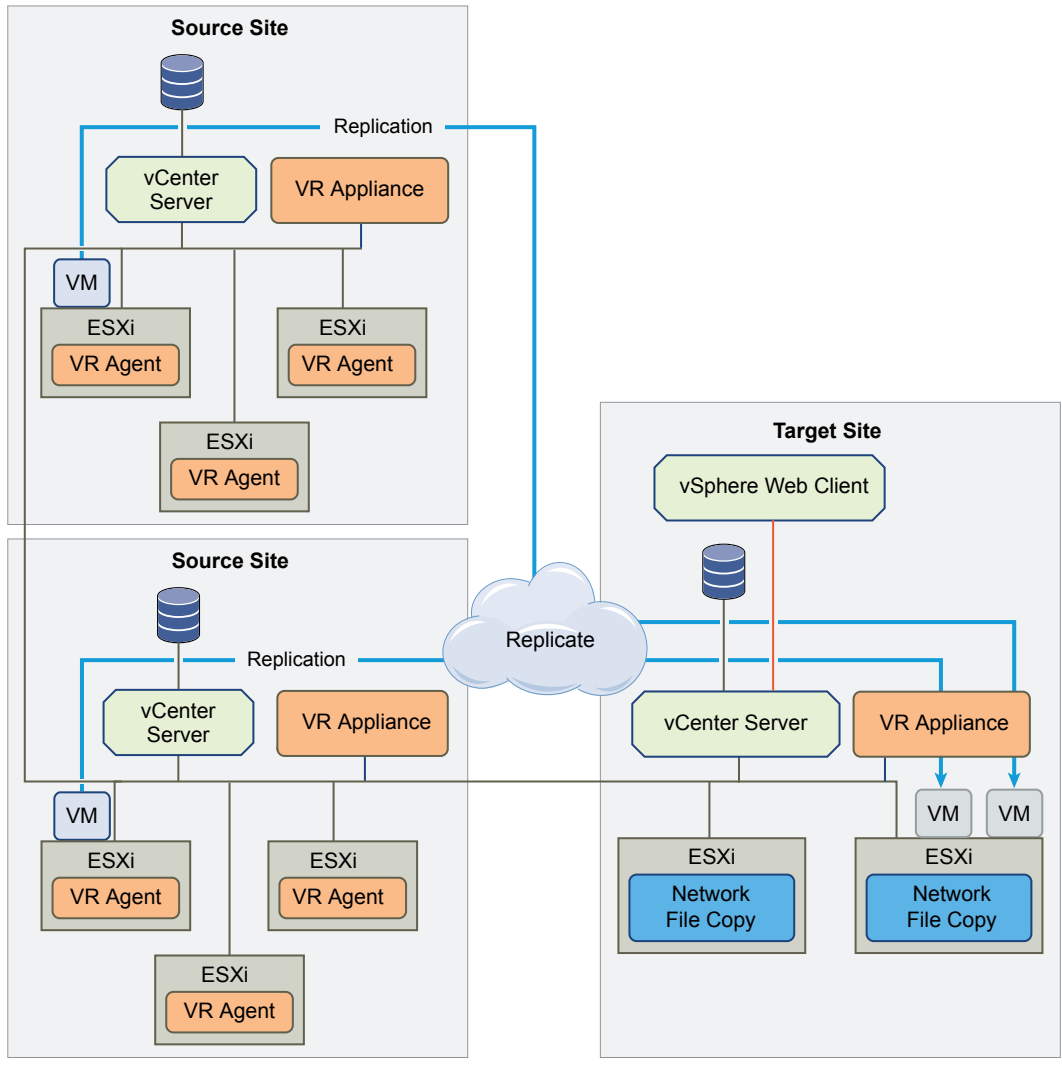 Source Site
Replication
vCenter
Server
VR Appliance
VM
ESXi
VR Agent
ESXi
VR Agent
ESXi
VR Agent
Source Site
Replication
vCenter
Server
VR Appliance
VM
ESXi
VR Agent
ESXi
VR Agent
ESXi
VR Agent
Replicate
Target Site
vSphere Web Client
vCenter Server
VR Appliance
VM
VM
ESXi
Network
File Copy
ESXi
Network
File Copy